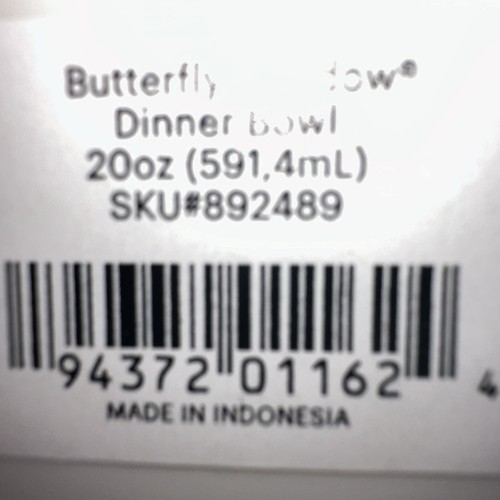 Butterfly
Dinner Bowl
20oz (591,4mL)
SKU#892489
94372 01162 4
MADE IN INDONESIA